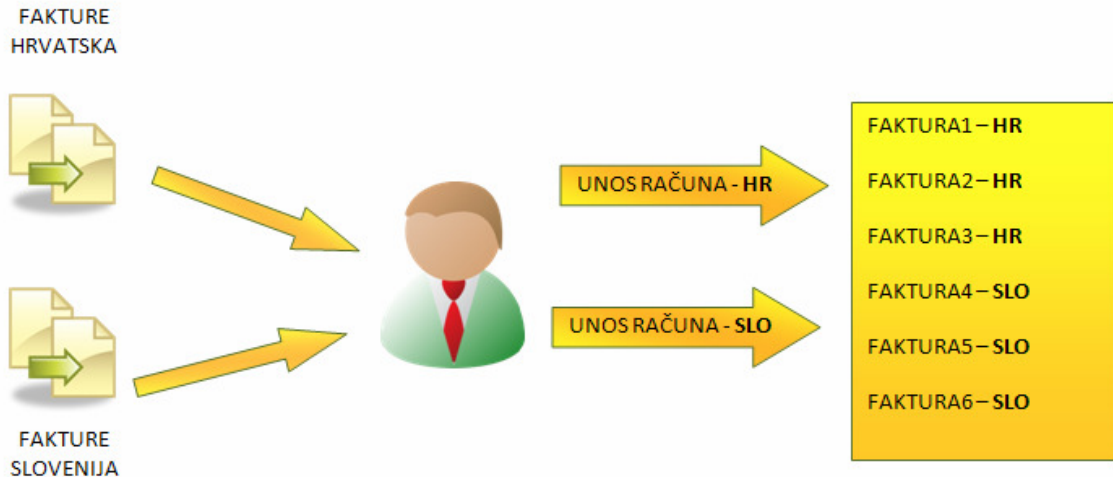 FAKTURE
HRVATSKA
UNOS RAČUNA - HR
UNOS RAČUNA - SLO
FAKTURA1 – HR
FAKTURA2 – HR
FAKTURA3 – HR
FAKTURA4 – SLO
FAKTURA5 – SLO
FAKTURA6 – SLO
FAKTURE
SLOVENIJA